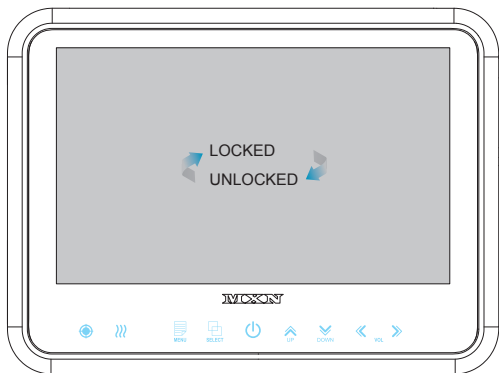 LOCKED
UNLOCKED
MXN
MENU SELECT UP DOWN VOL